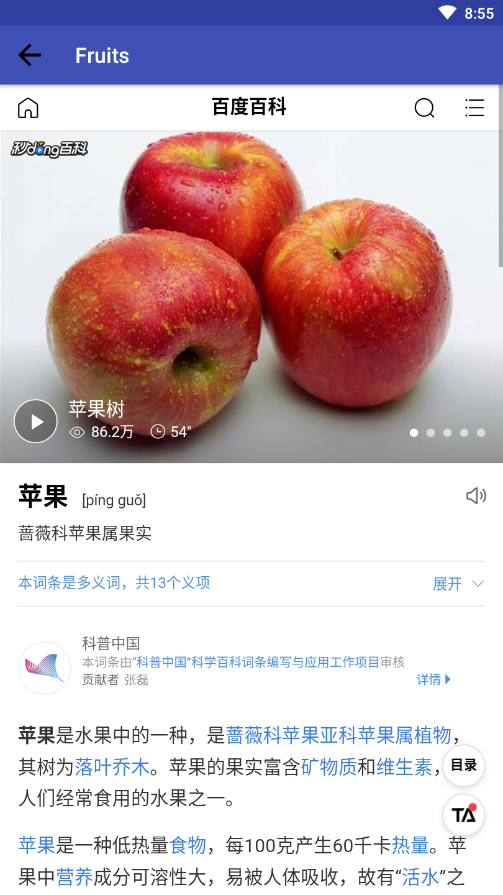 8:55
Fruits
百度百科
秒dong百科
苹果树
86.2万 54"
苹果 [píng guǒ]
蔷薇科苹果属果实
本词条是多义词，共13个义项 展开
科普中国
本词条由“科普中国”科学百科词条编写与应用工作项目审核
贡献者 张磊 详情
苹果是水果中的一种，是蔷薇科苹果亚科苹果属植物，
其树为落叶乔木。苹果的果实富含矿物质和维生素，
目录
人们经常食用的水果之一。
TA
苹果是一种低热量食物，每100克产生60千卡热量。苹
果中营养成分可溶性大，易被人体吸收，故有“活水”之